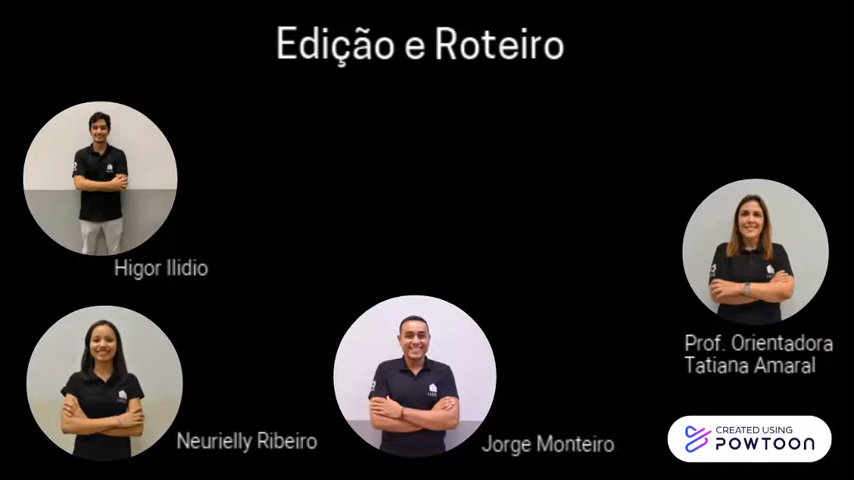 Edição e Roteiro
Higor Ilidio
Prof. Orientadora
Tatiana Amaral
Neurielly Ribeiro
Jorge Monteiro
CREATED USING
POWTOON